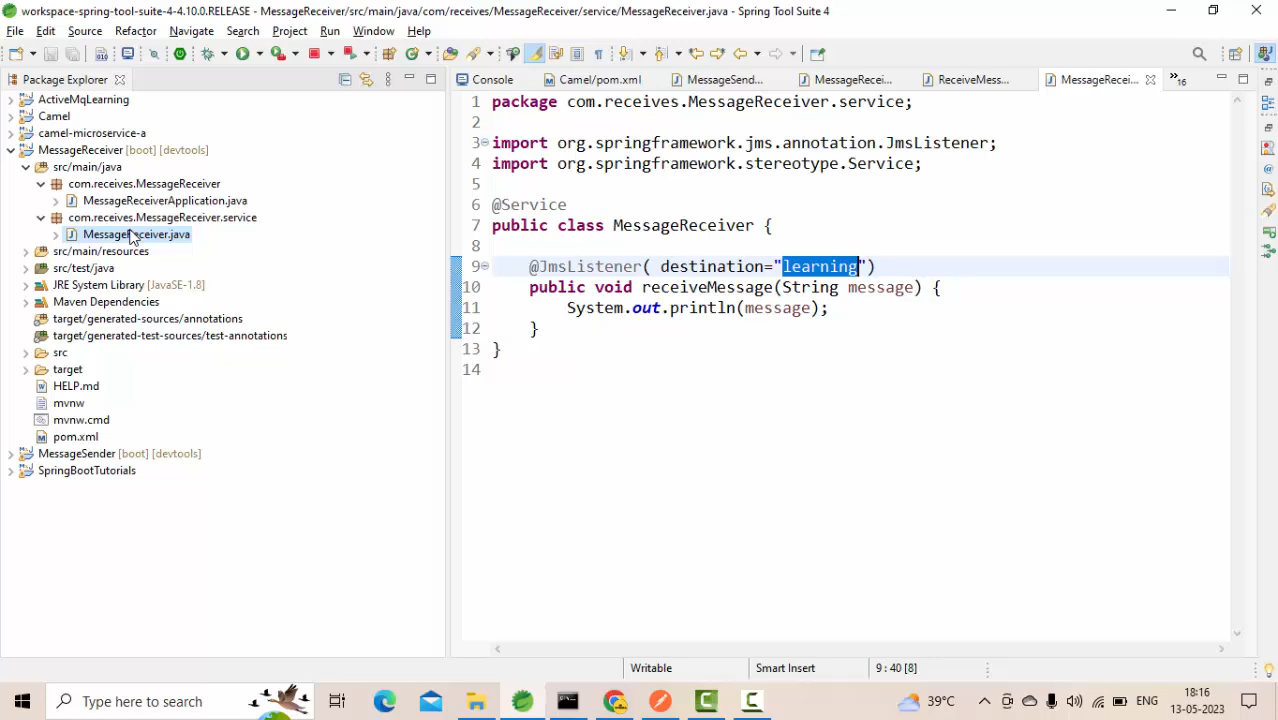 workspace-spring-tool-suite-4-4.10.0.RELEASE - MessageReceiver/src/main/java/com/receives/MessageReceiver/service/MessageReceiver.java - Spring Tool Suite 4
File Edit Source Refactor Navigate Search Project Run Window Help
Package Explorer
Console Camel/pom.xml MessageSend... MessageRecei... ReceiveMess... MessageRecei... 16
ActiveMqLearning
Camel
camel-microservice-a
MessageReceiver [boot] [devtools]
src/main/java
com.receives.MessageReceiver
MessageReceiverApplication.java
com.receives.MessageReceiver.service
MessageReceiver.java
src/main/resources
src/test/java
JRE System Library [JavaSE-1.8]
Maven Dependencies
target/generated-sources/annotations
target/generated-test-sources/test-annotations
src
target
HELP.md
mvnw
mvnw.cmd
pom.xml
MessageSender [boot] [devtools]
SpringBootTutorials
1 package com.receives.MessageReceiver.service;
2
3 import org.springframework.jms.annotation.JmsListener;
4 import org.springframework.stereotype.Service;
5
6 @Service
7 public class MessageReceiver {
8
9 @JmsListener( destination="learning")
10 public void receiveMessage(String message) {
11 System.out.println(message);
12 }
13 }
14
Writable Smart Insert 9 : 40 [8]
Type here to search
39°C ENG
18:16
13-05-2023